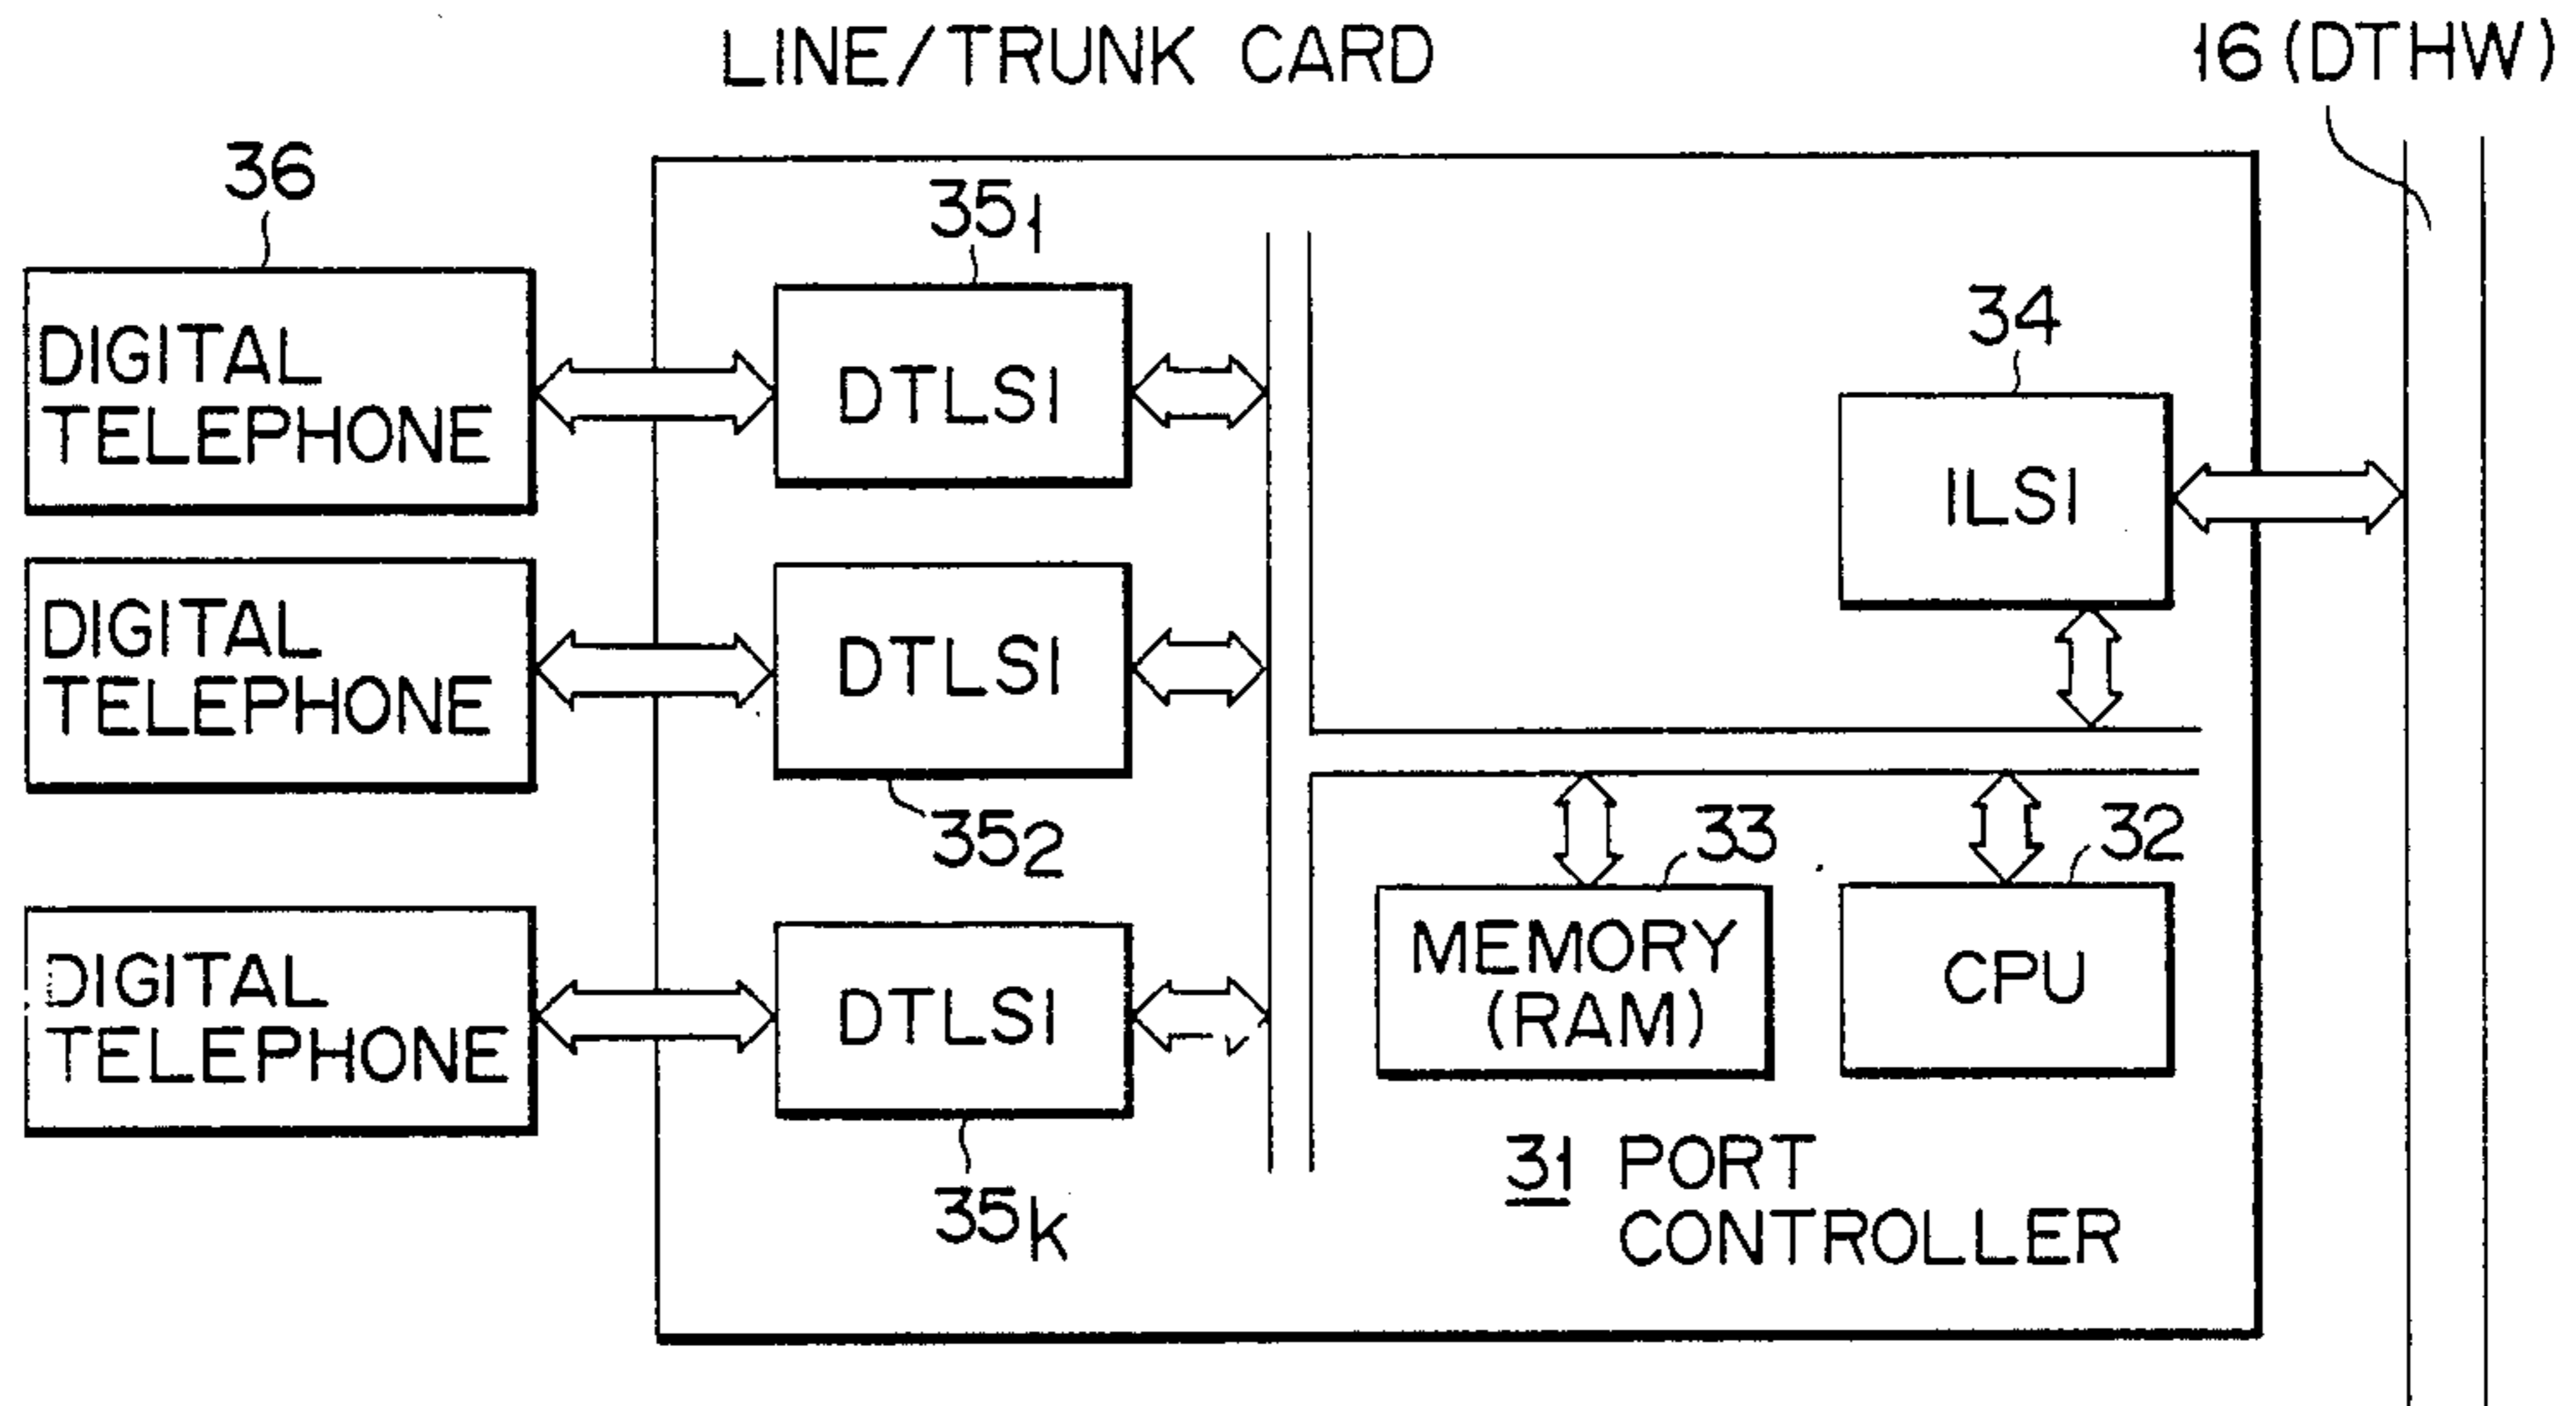 LINE/TRUNK CARD
16 (DTHW)
36
35₁
DIGITAL
TELEPHONE
DTLSI
34
ILSI
DIGITAL
TELEPHONE
DTLSI
35₂
33
32
DIGITAL
TELEPHONE
DTLSI
35k
MEMORY
(RAM)
CPU
31 PORT
CONTROLLER